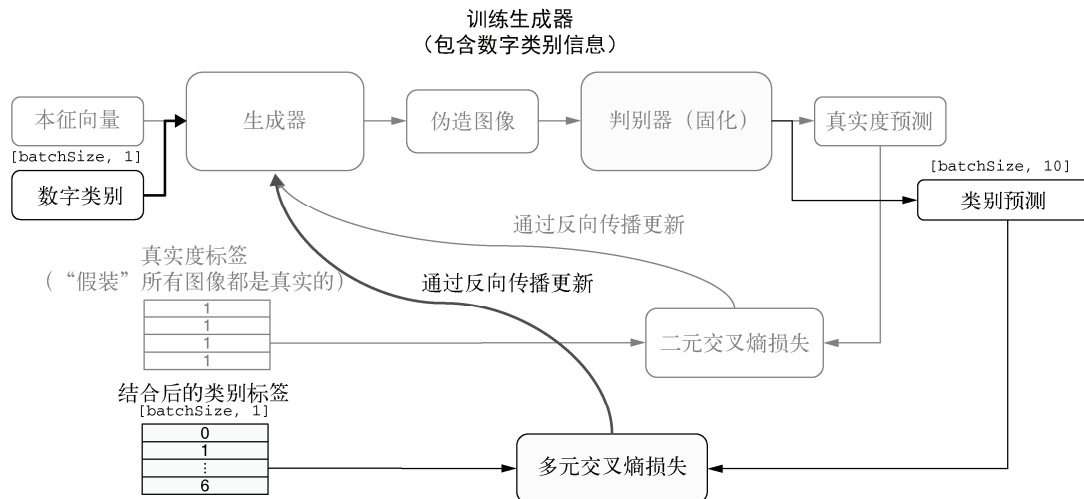 训练生成器
（包含数字类别信息）
本征向量
生成器
伪造图像
判别器（固化）
真实度预测
[batchSize, 1]
数字类别
[batchSize, 10]
类别预测
通过反向传播更新
真实度标签
（“假装”所有图像都是真实的）
通过反向传播更新
1
1
1
1
二元交叉熵损失
结合后的类别标签
[batchSize, 1]
0
1
⋮
6
多元交叉熵损失